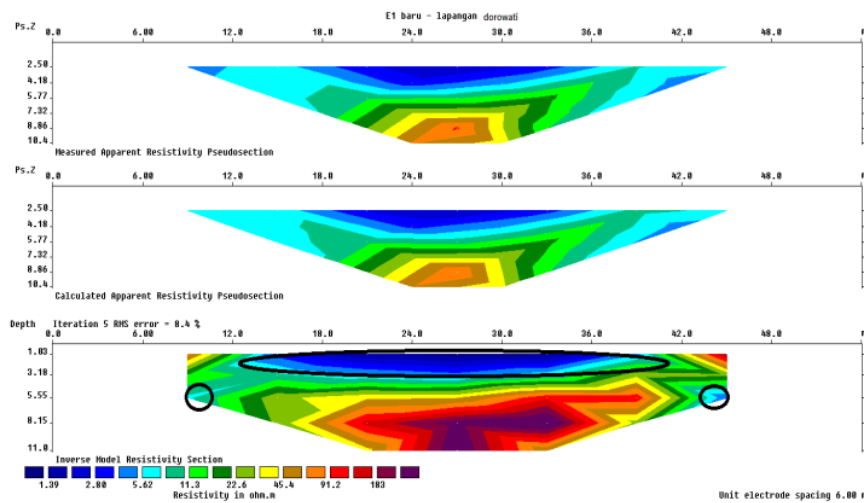 E1 baru - lapangan dorowati
Ps.Z 0.0 6.00 12.0 18.0 24.0 30.0 36.0 42.0 48.0 m
2.50
4.18
5.77
7.32
8.86
10.4
Measured Apparent Resistivity Pseudosection
Ps.Z 0.0 6.00 12.0 18.0 24.0 30.0 36.0 42.0 48.0 m
2.50
4.18
5.77
7.32
8.86
10.4
Calculated Apparent Resistivity Pseudosection
Depth Iteration 5 RMS error = 8.4 %
0.0 6.00 12.0 18.0 24.0 30.0 36.0 42.0 48.0 m
1.03
3.18
5.55
8.15
11.0
Inverse Model Resistivity Section
1.39 2.80 5.62 11.3 22.6 45.4 91.2 183
Resistivity in ohm.m
Unit electrode spacing 6.00 m